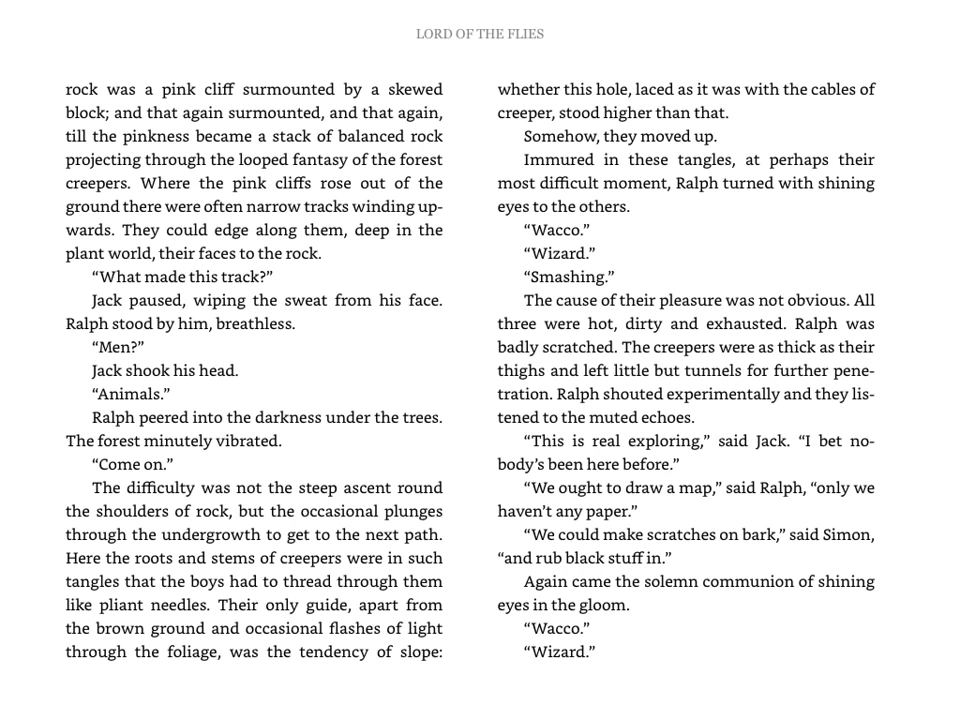 LORD OF THE FLIES
rock was a pink cliff surmounted by a skewed
block; and that again surmounted, and that again,
till the pinkness became a stack of balanced rock
projecting through the looped fantasy of the forest
creepers. Where the pink cliffs rose out of the
ground there were often narrow tracks winding up-
wards. They could edge along them, deep in the
plant world, their faces to the rock.
“What made this track?”
Jack paused, wiping the sweat from his face.
Ralph stood by him, breathless.
“Men?”
Jack shook his head.
“Animals.”
Ralph peered into the darkness under the trees.
The forest minutely vibrated.
“Come on.”
The difficulty was not the steep ascent round
the shoulders of rock, but the occasional plunges
through the undergrowth to get to the next path.
Here the roots and stems of creepers were in such
tangles that the boys had to thread through them
like pliant needles. Their only guide, apart from
the brown ground and occasional flashes of light
through the foliage, was the tendency of slope:
whether this hole, laced as it was with the cables of
creeper, stood higher than that.
Somehow, they moved up.
Immured in these tangles, at perhaps their
most difficult moment, Ralph turned with shining
eyes to the others.
“Wacco.”
“Wizard.”
“Smashing.”
The cause of their pleasure was not obvious. All
three were hot, dirty and exhausted. Ralph was
badly scratched. The creepers were as thick as their
thighs and left little but tunnels for further pene-
tration. Ralph shouted experimentally and they lis-
tened to the muted echoes.
“This is real exploring,” said Jack. “I bet no-
body’s been here before.”
“We ought to draw a map,” said Ralph, “only we
haven’t any paper.”
“We could make scratches on bark,” said Simon,
“and rub black stuff in.”
Again came the solemn communion of shining
eyes in the gloom.
“Wacco.”
“Wizard.”